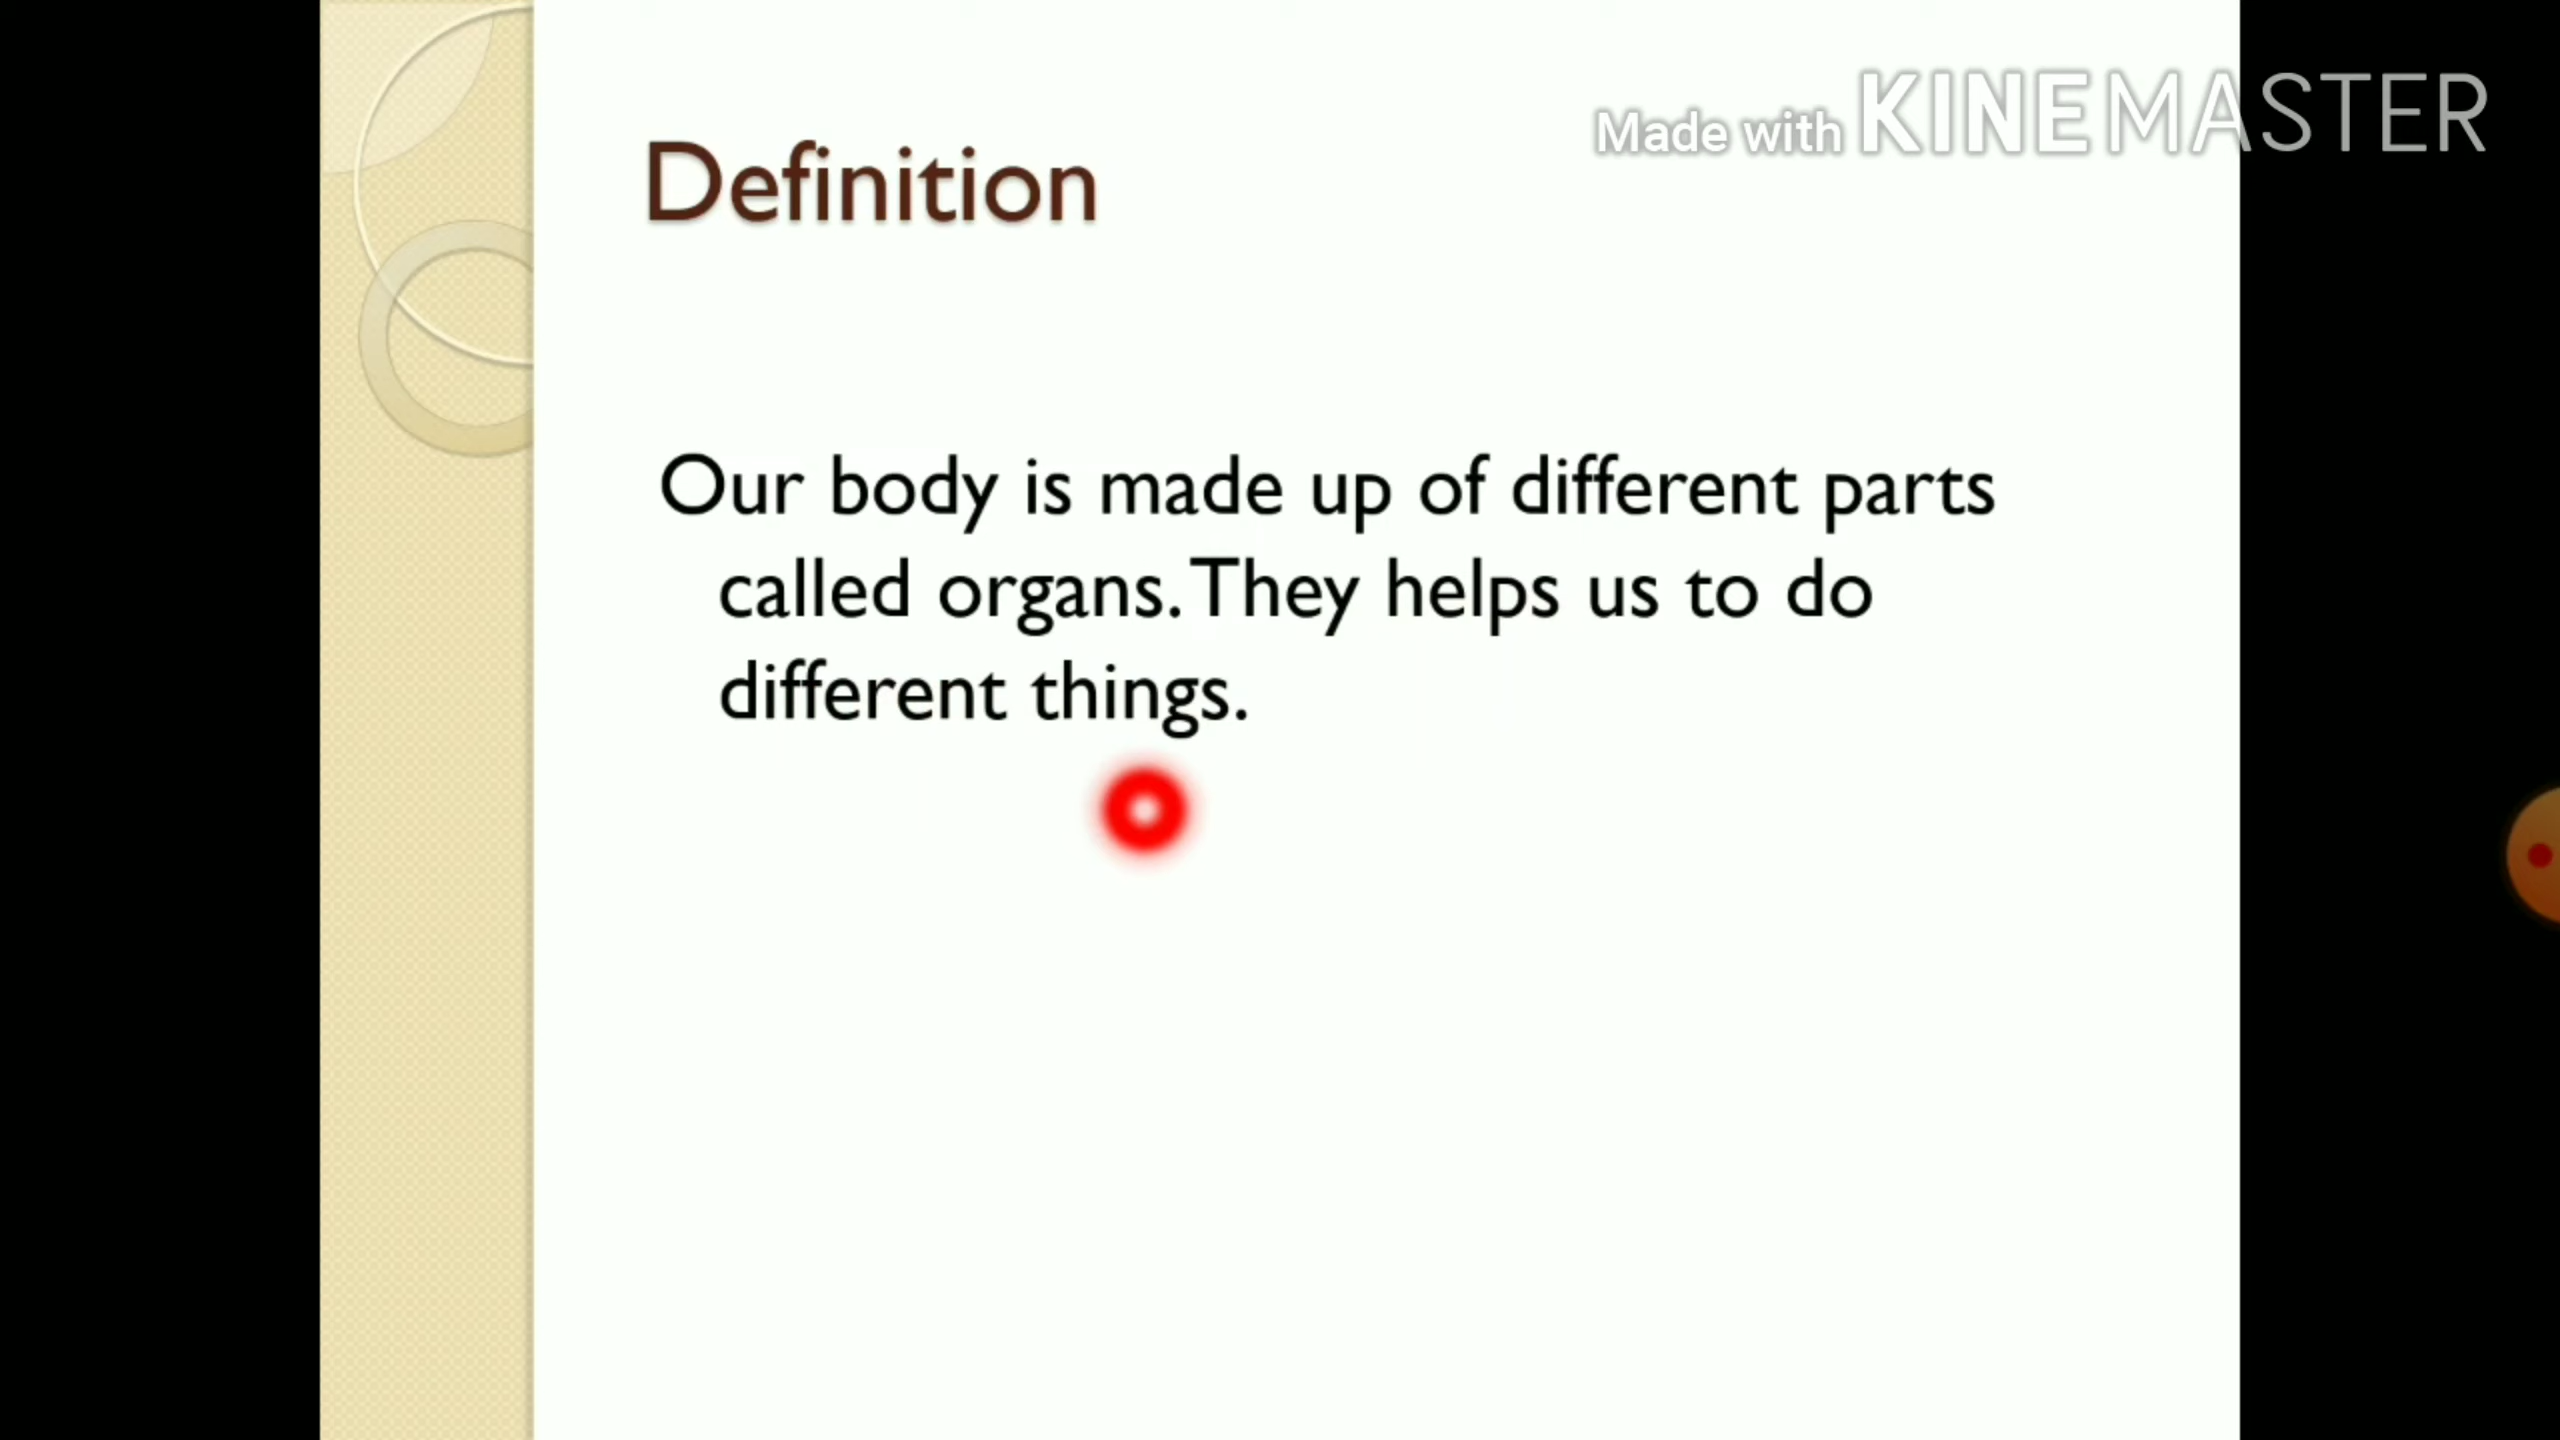 Made with KINEMASTER
Definition
Our body is made up of different parts
called organs. They helps us to do
different things.